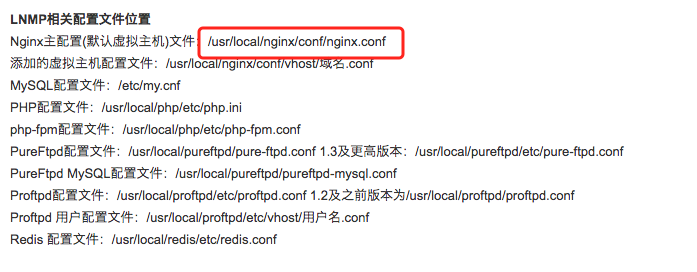 LNMP相关配置文件位置
Nginx主配置(默认虚拟主机)文件：/usr/local/nginx/conf/nginx.conf
添加的虚拟主机配置文件：/usr/local/nginx/conf/vhost/域名.conf
MySQL配置文件：/etc/my.cnf
PHP配置文件：/usr/local/php/etc/php.ini
php-fpm配置文件：/usr/local/php/etc/php-fpm.conf
PureFtpd配置文件：/usr/local/pureftpd/pure-ftpd.conf 1.3及更高版本：/usr/local/pureftpd/etc/pure-ftpd.conf
PureFtpd MySQL配置文件：/usr/local/pureftpd/pureftpd-mysql.conf
Proftpd配置文件：/usr/local/proftpd/etc/proftpd.conf 1.2及之前版本为/usr/local/proftpd/proftpd.conf
Proftpd 用户配置文件：/usr/local/proftpd/etc/vhost/用户名.conf
Redis 配置文件：/usr/local/redis/etc/redis.conf